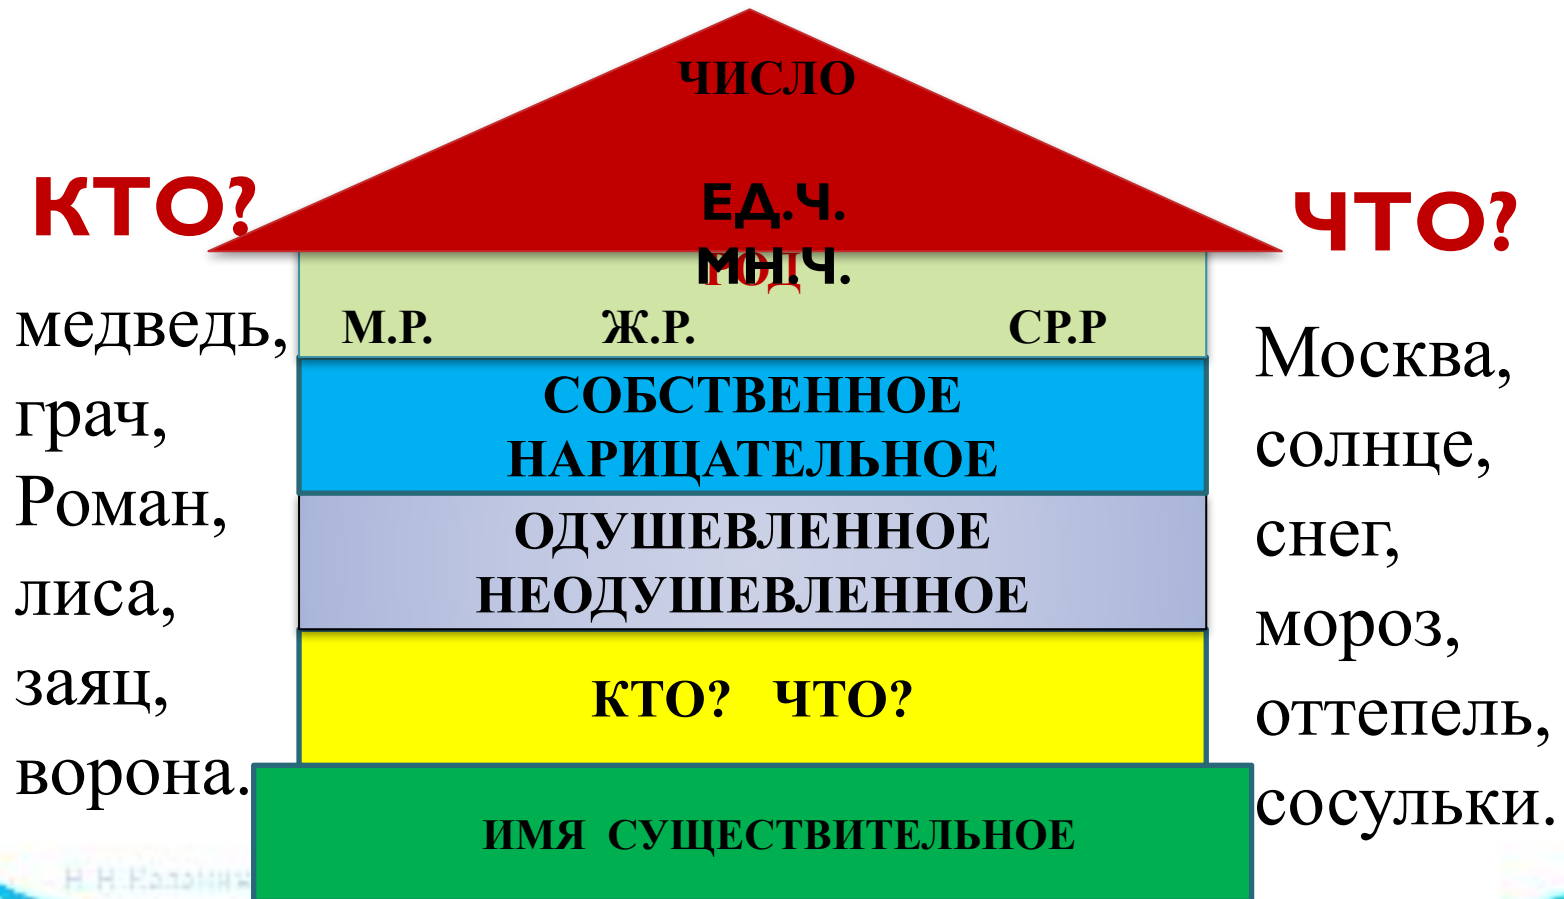 ЧИСЛО
ЕД.Ч.
МН.Ч.
КТО?
ЧТО?
РОД
М.Р. Ж.Р. СР.Р
СОБСТВЕННОЕ
НАРИЦАТЕЛЬНОЕ
ОДУШЕВЛЕННОЕ
НЕОДУШЕВЛЕННОЕ
КТО? ЧТО?
ИМЯ СУЩЕСТВИТЕЛЬНОЕ
медведь,
грач,
Роман,
лиса,
заяц,
ворона.
Москва,
солнце,
снег,
мороз,
оттепель,
сосульки.